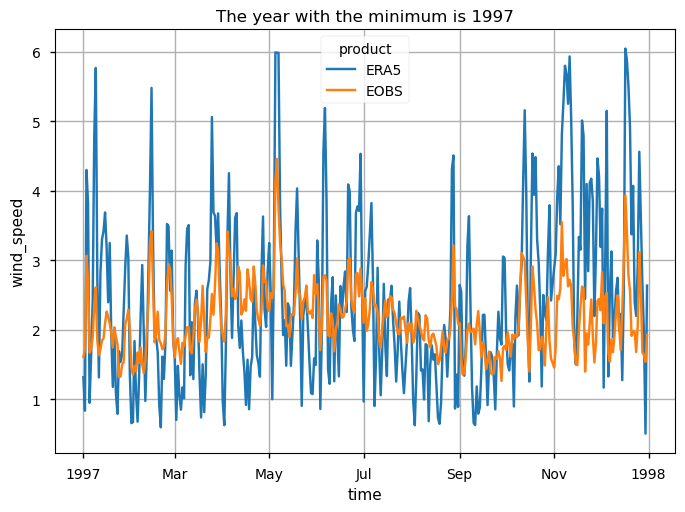 The year with the minimum is 1997
product
ERA5
EOBS
wind_speed
6
5
4
3
2
1
1997 Mar May Jul Sep Nov 1998
time